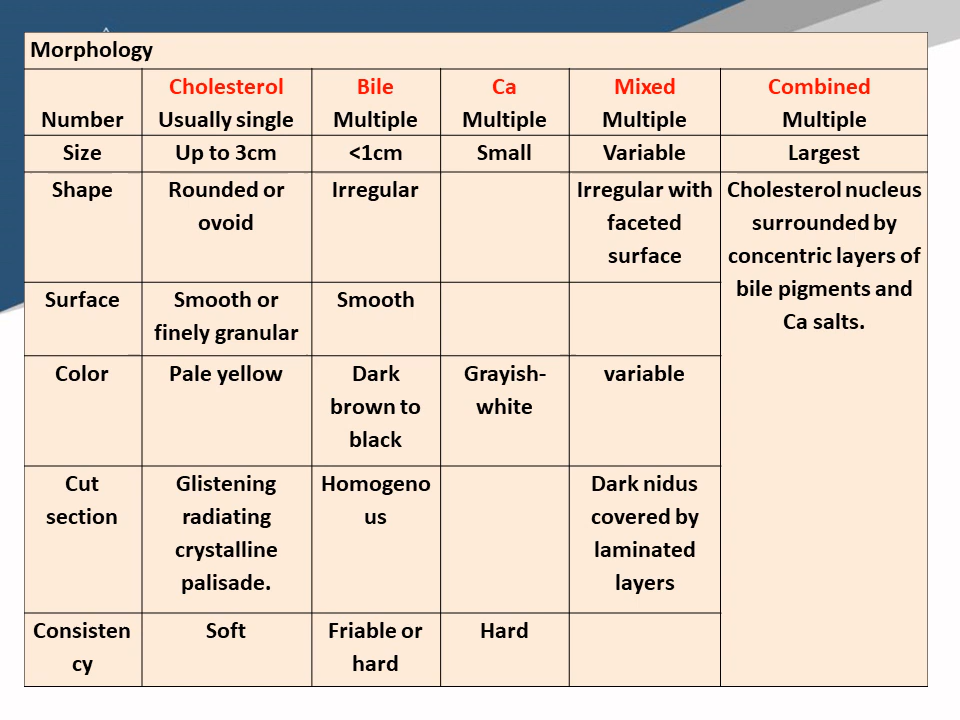 Morphology
Cholesterol Bile Ca Mixed Combined
Number Usually single Multiple Multiple Multiple Multiple
Size Up to 3cm <1cm Small Variable Largest
Shape Rounded or Irregular Irregular with Cholesterol nucleus
ovoid faceted surrounded by
surface concentric layers of
bile pigments and
Ca salts.
Surface Smooth or Smooth
finely granular
Color Pale yellow Dark Grayish- variable
brown to white
black
Cut Glistening Homogeno Dark nidus
section radiating us covered by
crystalline laminated
palisade. layers
Consisten Soft Friable or Hard
cy hard